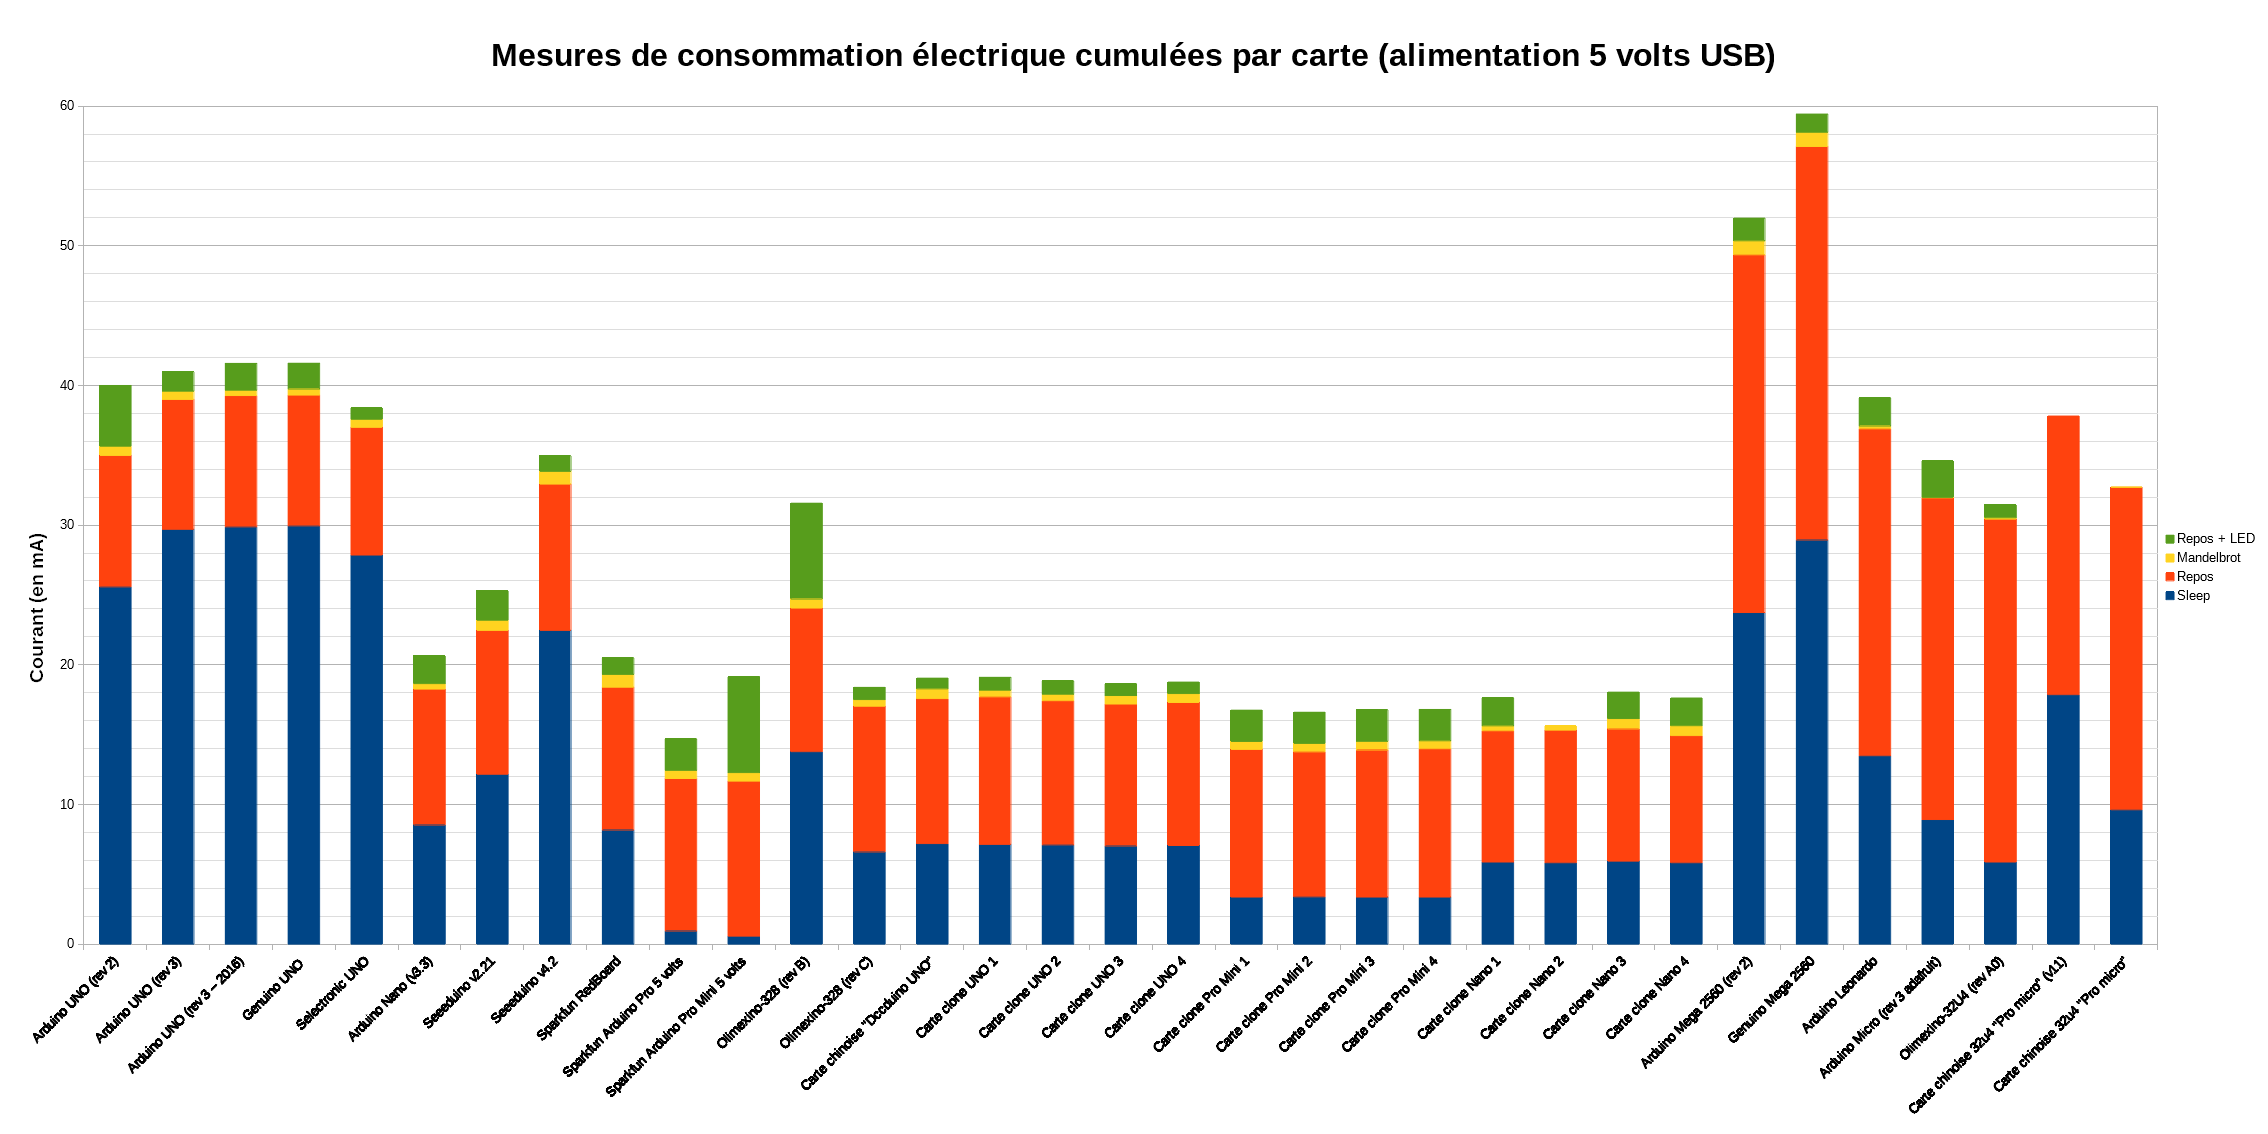 Mesures de consommation électrique cumulées par carte (alimentation 5 volts USB)
Courant (en mA)
60
50
40
30
20
10
0
Repos + LED
Mandelbrot
Repos
Sleep
Arduino UNO (rev 2)
Arduino UNO (rev 3)
Arduino UNO (rev 3 – 2016)
Genuino UNO
Selectronic UNO
Arduino Nano (v3.3)
Seeeduino v2.21
Seeeduino v4.2
Sparkfun RedBoard
Sparkfun Arduino Pro 5 volts
Sparkfun Arduino Pro Mini 5 volts
Olimexino-328 (rev B)
Olimexino-328 (rev C)
Carte chinoise "Dccduino UNO"
Carte clone UNO 1
Carte clone UNO 2
Carte clone UNO 3
Carte clone UNO 4
Carte clone Pro Mini 1
Carte clone Pro Mini 2
Carte clone Pro Mini 3
Carte clone Pro Mini 4
Carte clone Nano 1
Carte clone Nano 2
Carte clone Nano 3
Carte clone Nano 4
Arduino Mega 2560 (rev 2)
Genuino Mega 2560
Arduino Leonardo
Arduino Micro (rev 3 adafruit)
Olimexino-32U4 (rev A0)
Carte chinoise 32u4 "Pro micro" (v1.1)
Carte chinoise 32u4 "Pro micro"